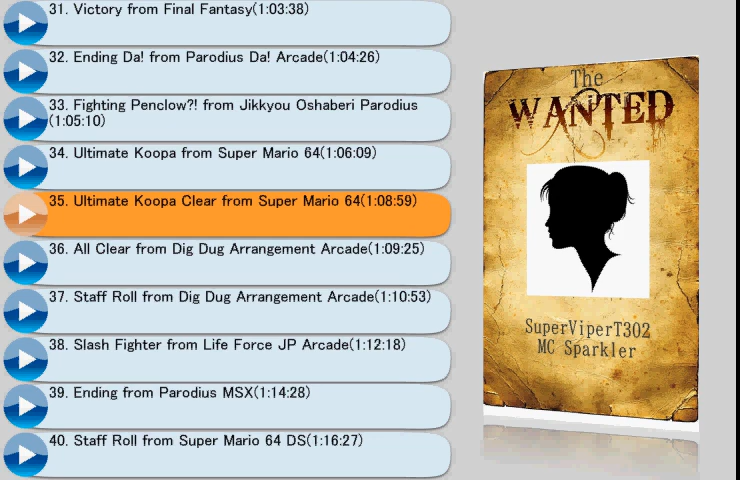 31. Victory from Final Fantasy(1:03:38)
32. Ending Da! from Parodius Da! Arcade(1:04:26)
33. Fighting Penclow?! from Jikkyou Oshaberi Parodius
(1:05:10)
34. Ultimate Koopa from Super Mario 64(1:06:09)
35. Ultimate Koopa Clear from Super Mario 64(1:08:59)
36. All Clear from Dig Dug Arrangement Arcade(1:09:25)
37. Staff Roll from Dig Dug Arrangement Arcade(1:10:53)
38. Slash Fighter from Life Force JP Arcade(1:12:18)
39. Ending from Parodius MSX(1:14:28)
40. Staff Roll from Super Mario 64 DS(1:16:27)
The
WANTED
SuperViperT302
MC Sparkler